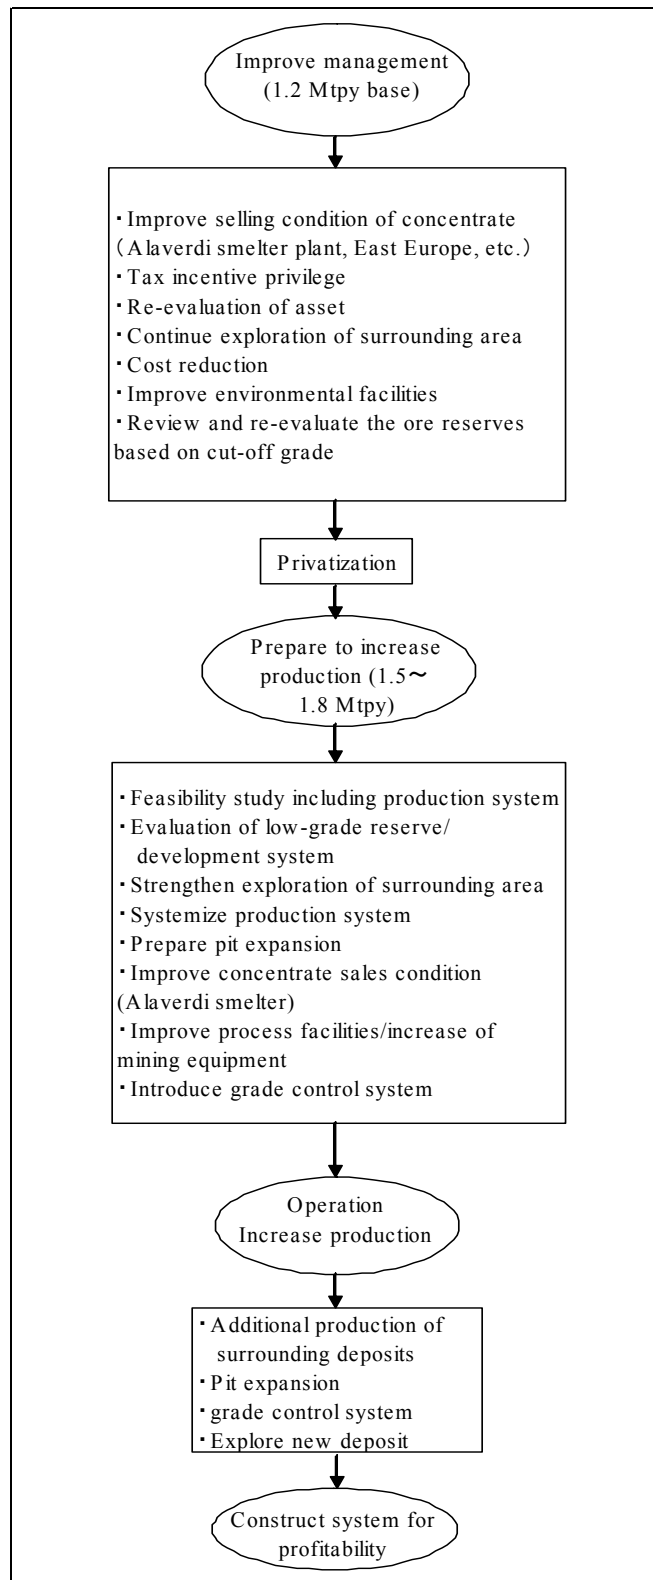 Improve management
(1.2 Mtpy base)
・Improve selling condition of concentrate
（Alaverdi smelter plant, East Europe, etc.）
・Tax incentive privilege
・Re-evaluation of asset
・Continue exploration of surrounding area
・Cost reduction
・Improve environmental facilities
・Review and re-evaluate the ore reserves
based on cut-off grade
Privatization
Prepare to increase
production (1.5～
1.8 Mtpy)
・Feasibility study including production system
・Evaluation of low-grade reserve/
development system
・Strengthen exploration of surrounding area
・Systemize production system
・Prepare pit expansion
・Improve concentrate sales condition
(Alaverdi smelter)
・Improve process facilities/increase of
mining equipment
・Introduce grade control system
Operation
Increase production
・Additional production of
surrounding deposits
・Pit expansion
・grade control system
・Explore new deposit
Construct system for
profitability